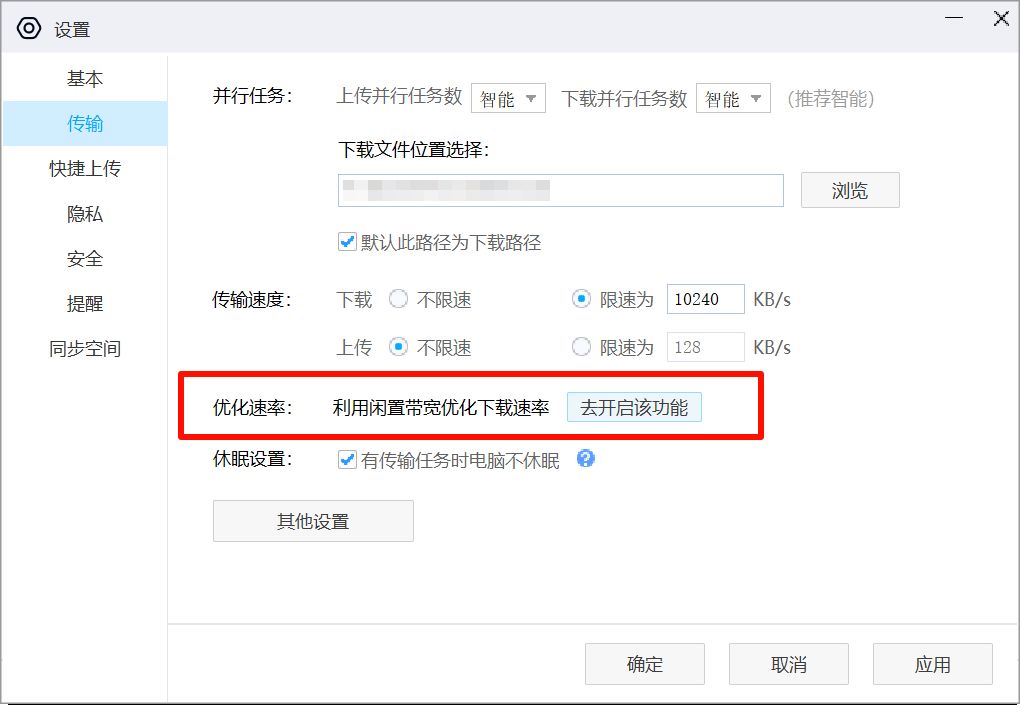 设置
基本
传输
快捷上传
隐私
安全
提醒
同步空间
并行任务： 上传并行任务数 智能 下载并行任务数 智能 (推荐智能)
下载文件位置选择：
浏览
默认此路径为下载路径
传输速度： 下载 不限速 限速为 10240 KB/s
上传 不限速 限速为 128 KB/s
优化速率： 利用闲置带宽优化下载速率 去开启该功能
休眠设置： 有传输任务时电脑不休眠 ?
其他设置
确定 取消 应用